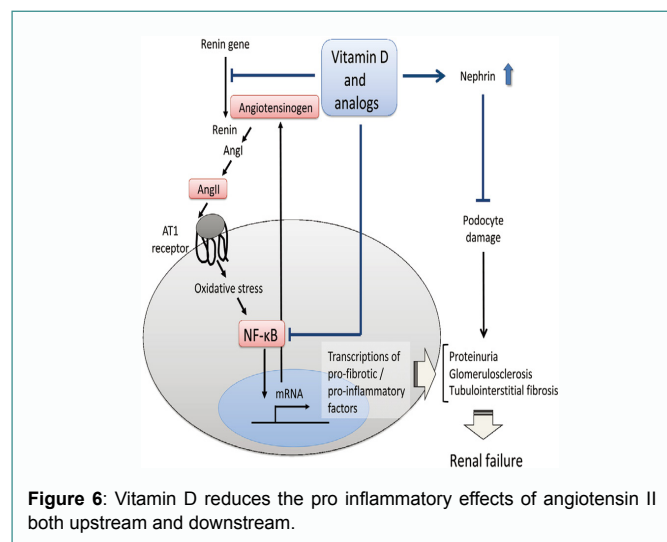 Renin gene
Vitamin D
and
analogs
Nephrin
Angiotensinogen
Renin
AngI
AngII
AT1
receptor
Podocyte
damage
Oxidative stress
NF-κB
Transcriptions of
pro-fibrotic /
pro-inflammatory
factors
mRNA
Proteinuria
Glomerulosclerosis
Tubulointerstitial fibrosis
Renal failure
Figure 6: Vitamin D reduces the pro inflammatory effects of angiotensin II
both upstream and downstream.